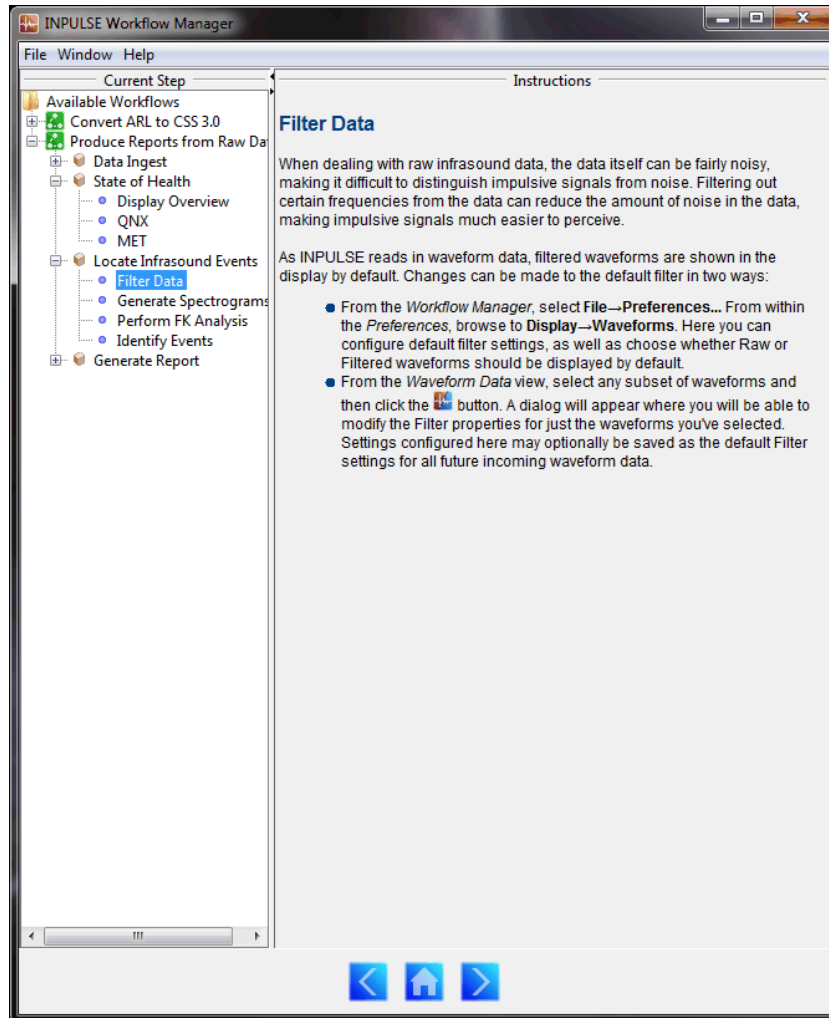 INPULSE Workflow Manager
File Window Help
Current Step
Available Workflows
Convert ARL to CSS 3.0
Produce Reports from Raw Da
Data Ingest
State of Health
Display Overview
QNX
MET
Locate Infrasound Events
Filter Data
Generate Spectrograms
Perform FK Analysis
Identify Events
Generate Report
Instructions
Filter Data
When dealing with raw infrasound data, the data itself can be fairly noisy,
making it difficult to distinguish impulsive signals from noise. Filtering out
certain frequencies from the data can reduce the amount of noise in the data,
making impulsive signals much easier to perceive.
As INPULSE reads in waveform data, filtered waveforms are shown in the
display by default. Changes can be made to the default filter in two ways:
From the Workflow Manager, select File→Preferences... From within
the Preferences, browse to Display→Waveforms. Here you can
configure default filter settings, as well as choose whether Raw or
Filtered waveforms should be displayed by default.
From the Waveform Data view, select any subset of waveforms and
then click the button. A dialog will appear where you will be able to
modify the Filter properties for just the waveforms you've selected.
Settings configured here may optionally be saved as the default Filter
settings for all future incoming waveform data.